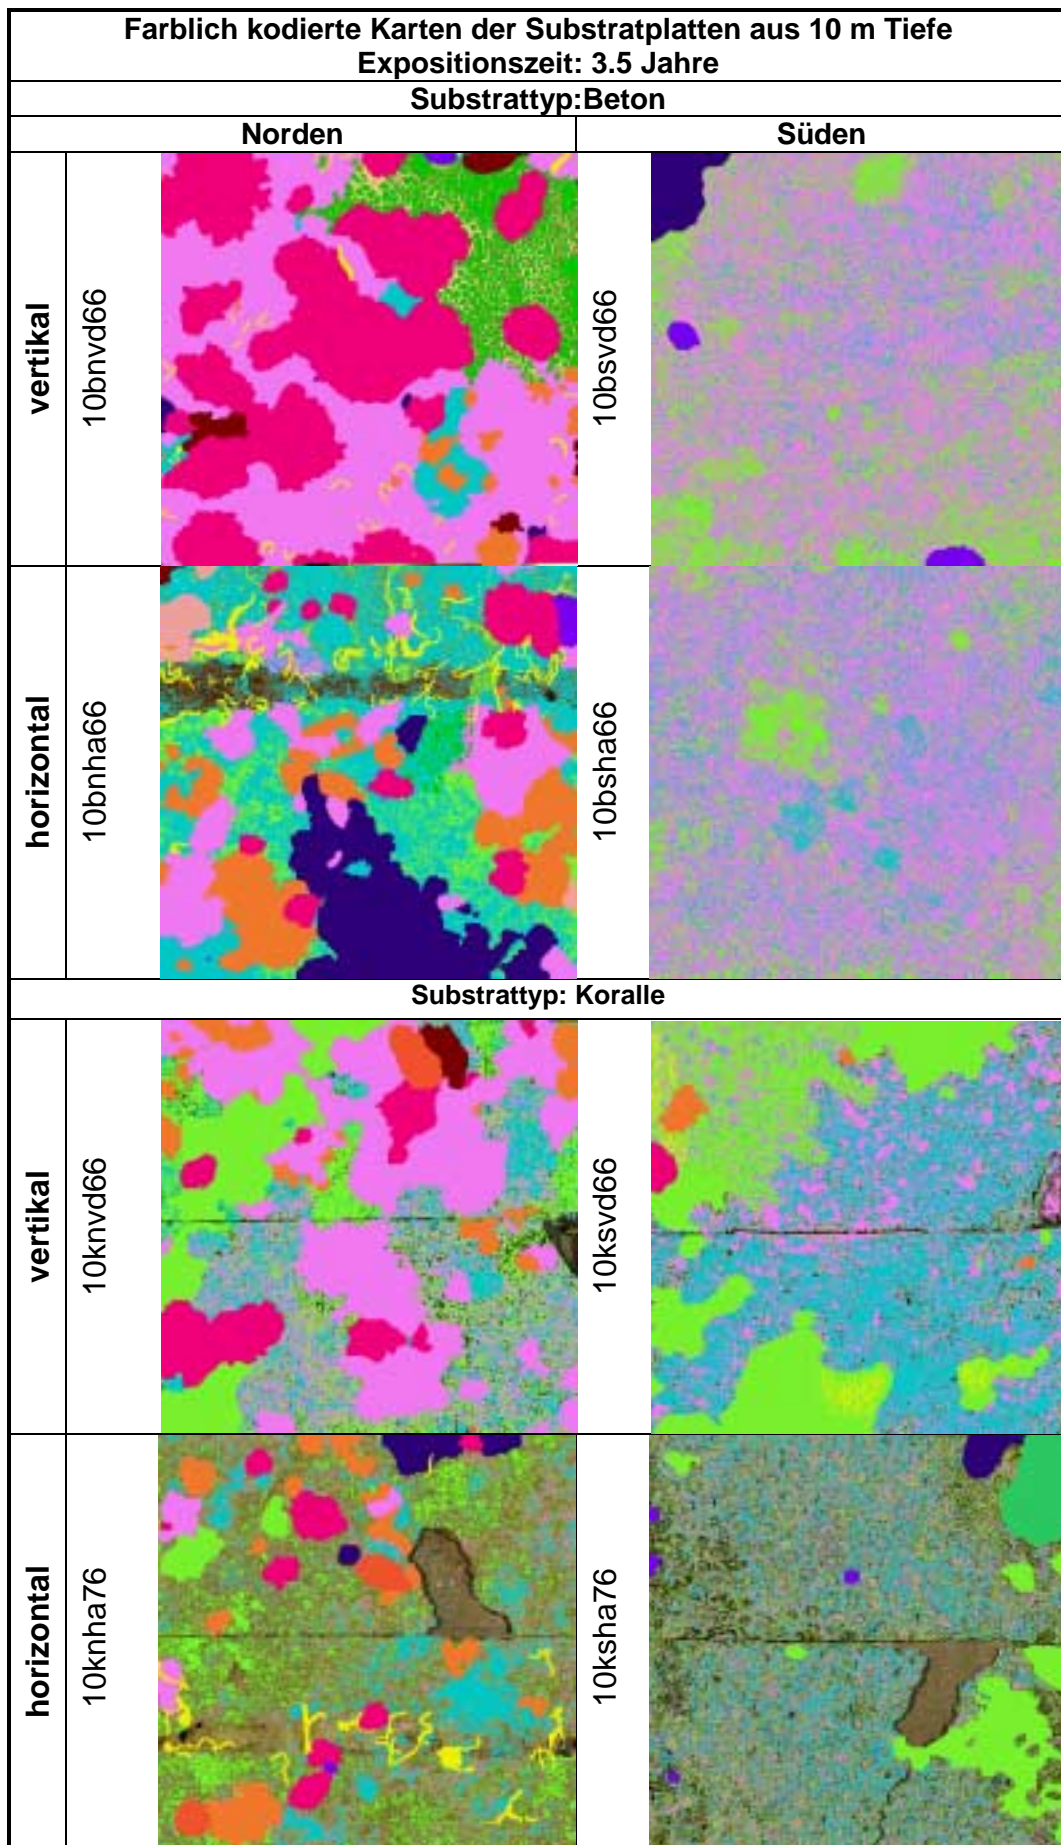 Farblich kodierte Karten der Substratplatten aus 10 m Tiefe
Expositionszeit: 3.5 Jahre
Substrattyp:Beton
Norden
Süden
vertikal
10bnvd66
10bsvd66
horizontal
10bnha66
10bsha66
Substrattyp: Koralle
vertikal
10knvd66
10ksvd66
horizontal
10knha76
10ksha76